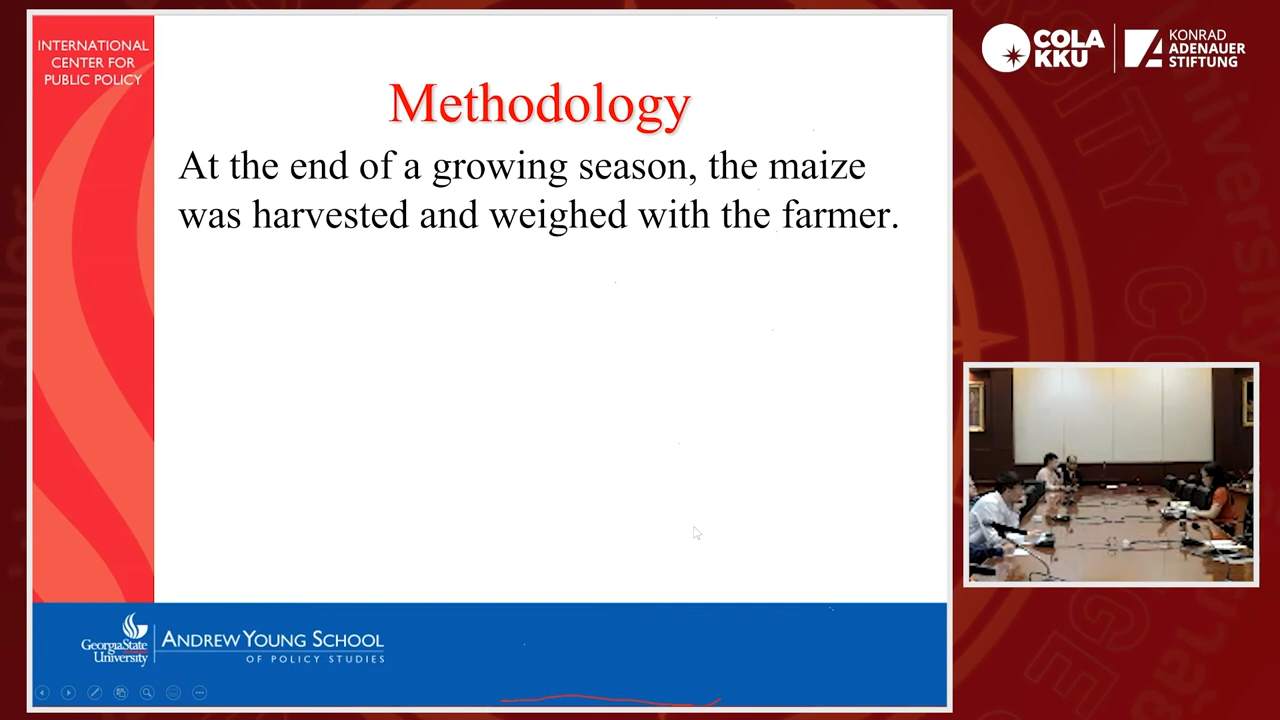 INTERNATIONAL
CENTER FOR
PUBLIC POLICY
Methodology
At the end of a growing season, the maize
was harvested and weighed with the farmer.
GeorgiaState
University
ANDREW YOUNG SCHOOL
OF POLICY STUDIES
COLA
KKU
KONRAD
ADENAUER
STIFTUNG